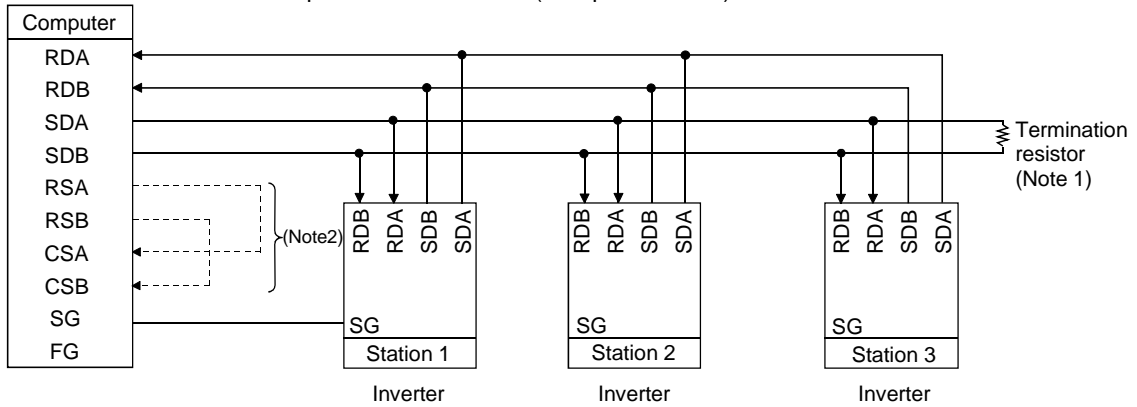 Computer
RDA
RDB
SDA
SDB
RSA
RSB
CSA
CSB
SG
FG
(Note2)
RDB
RDA
SDB
SDA
SG
Station 1
Inverter
RDB
RDA
SDB
SDA
SG
Station 2
Inverter
RDB
RDA
SDB
SDA
SG
Station 3
Inverter
Termination
resistor
(Note 1)